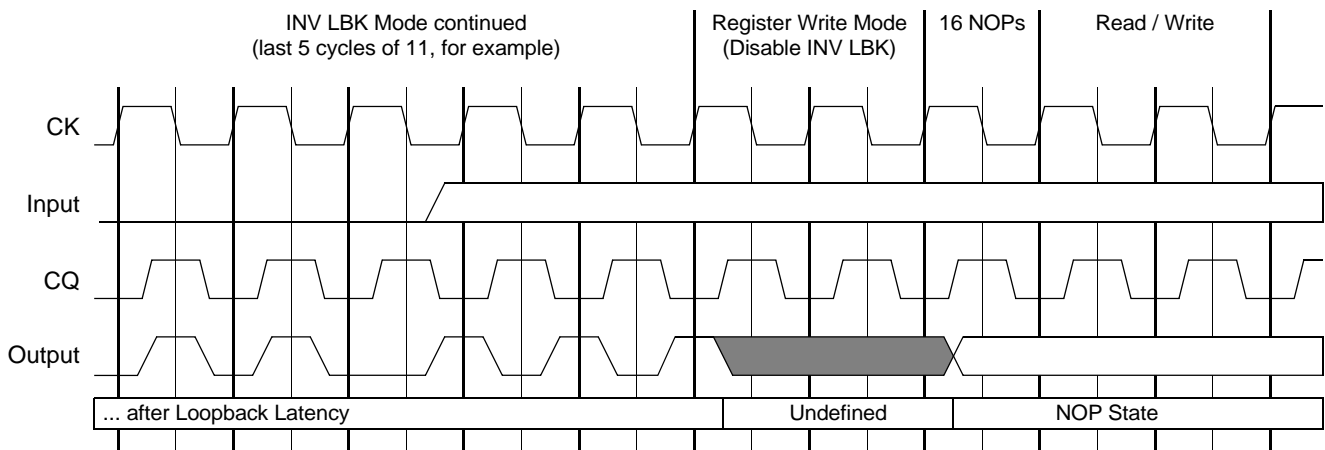 INV LBK Mode continued
(last 5 cycles of 11, for example)
Register Write Mode
(Disable INV LBK)
16 NOPs
Read / Write
CK
Input
CQ
Output
... after Loopback Latency
Undefined
NOP State